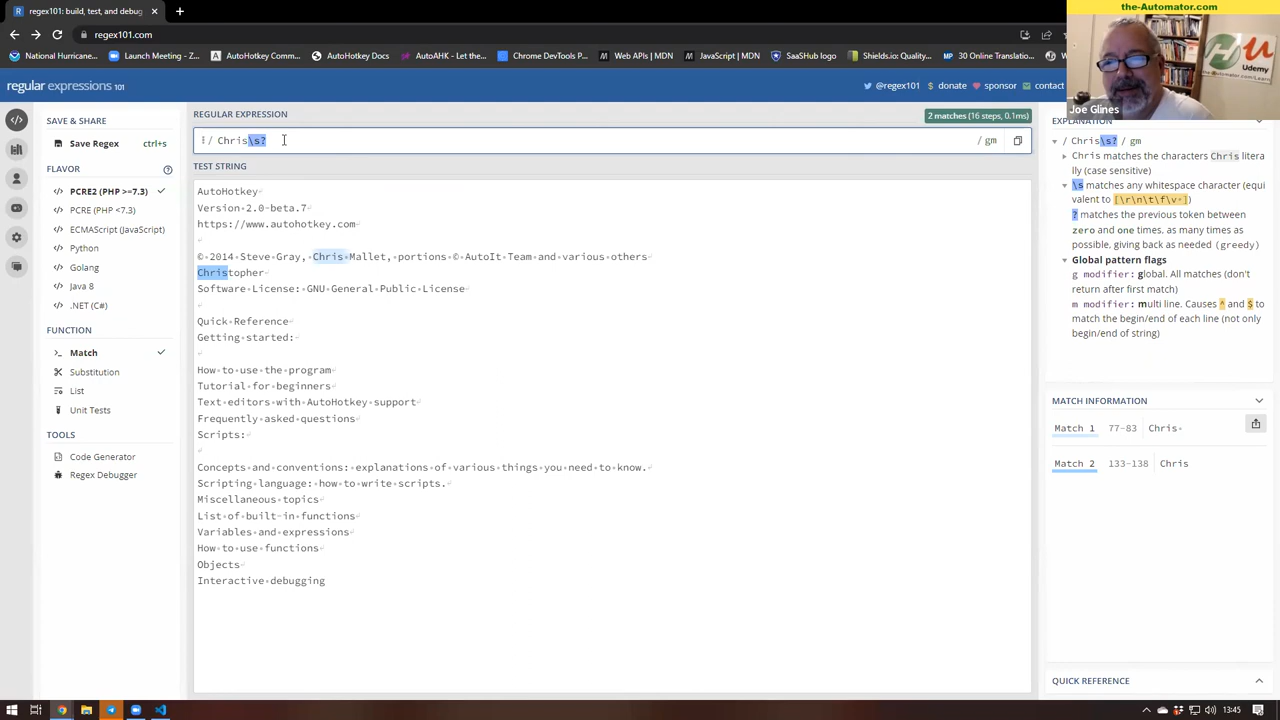 regex101: build, test, and debug
the-Automator.com
regex101.com
National Hurricane...
Launch Meeting - Z...
AutoHotkey Docs
AutoAHK
Chrome DevTools P...
Web APIs | MDN
MDN
SaaSHub
Shields.io: Quality...
30 Online Translatio...
HU
Udemy
the-Automator.com/Learn
Joe Glines
regular expressions 101
@regex101
donate
sponsor
contact
SAVE & SHARE
Save Regex ctrl+s
FLAVOR
PCRE2 (PHP >=7.3)
PCRE (PHP <7.3)
ECMAScript (JavaScript)
Python
Golang
Java 8
.NET (C#)
FUNCTION
Match
Substitution
List
Unit Tests
TOOLS
Code Generator
Regex Debugger
REGULAR EXPRESSION
2 matches (16 steps, 0.1ms)
/ Chris\s? / gm
TEST STRING
AutoHotkey
Version 2.0-beta.7
https://www.autohotkey.com
© 2014 Steve Gray, Chris Mallet, portions © AutoIt Team and various others
Christopher
Software License: GNU General Public License
Quick Reference
Getting started:
How to use the program
Tutorial for beginners
Text editors with AutoHotkey support
Frequently asked questions
Scripts:
Concepts and conventions: explanations of various things you need to know.
Scripting language: how to write scripts.
Miscellaneous topics
List of built-in functions
Variables and expressions
How to use functions
Objects
Interactive debugging
EXPLANATION
/ Chris\s? / gm
Chris matches the characters Chris litera
lly (case sensitive)
\s matches any whitespace character (equi
valent to [\r\n\t\f\v ])
? matches the previous token between
zero and one times, as many times as
possible, giving back as needed (greedy)
Global pattern flags
g modifier: global. All matches (don't
return after first match)
m modifier: multi line. Causes ^ and $ to
match the begin/end of each line (not only
begin/end of string)
MATCH INFORMATION
Match 1 77-83 Chris
Match 2 133-138 Chris
QUICK REFERENCE
13:45